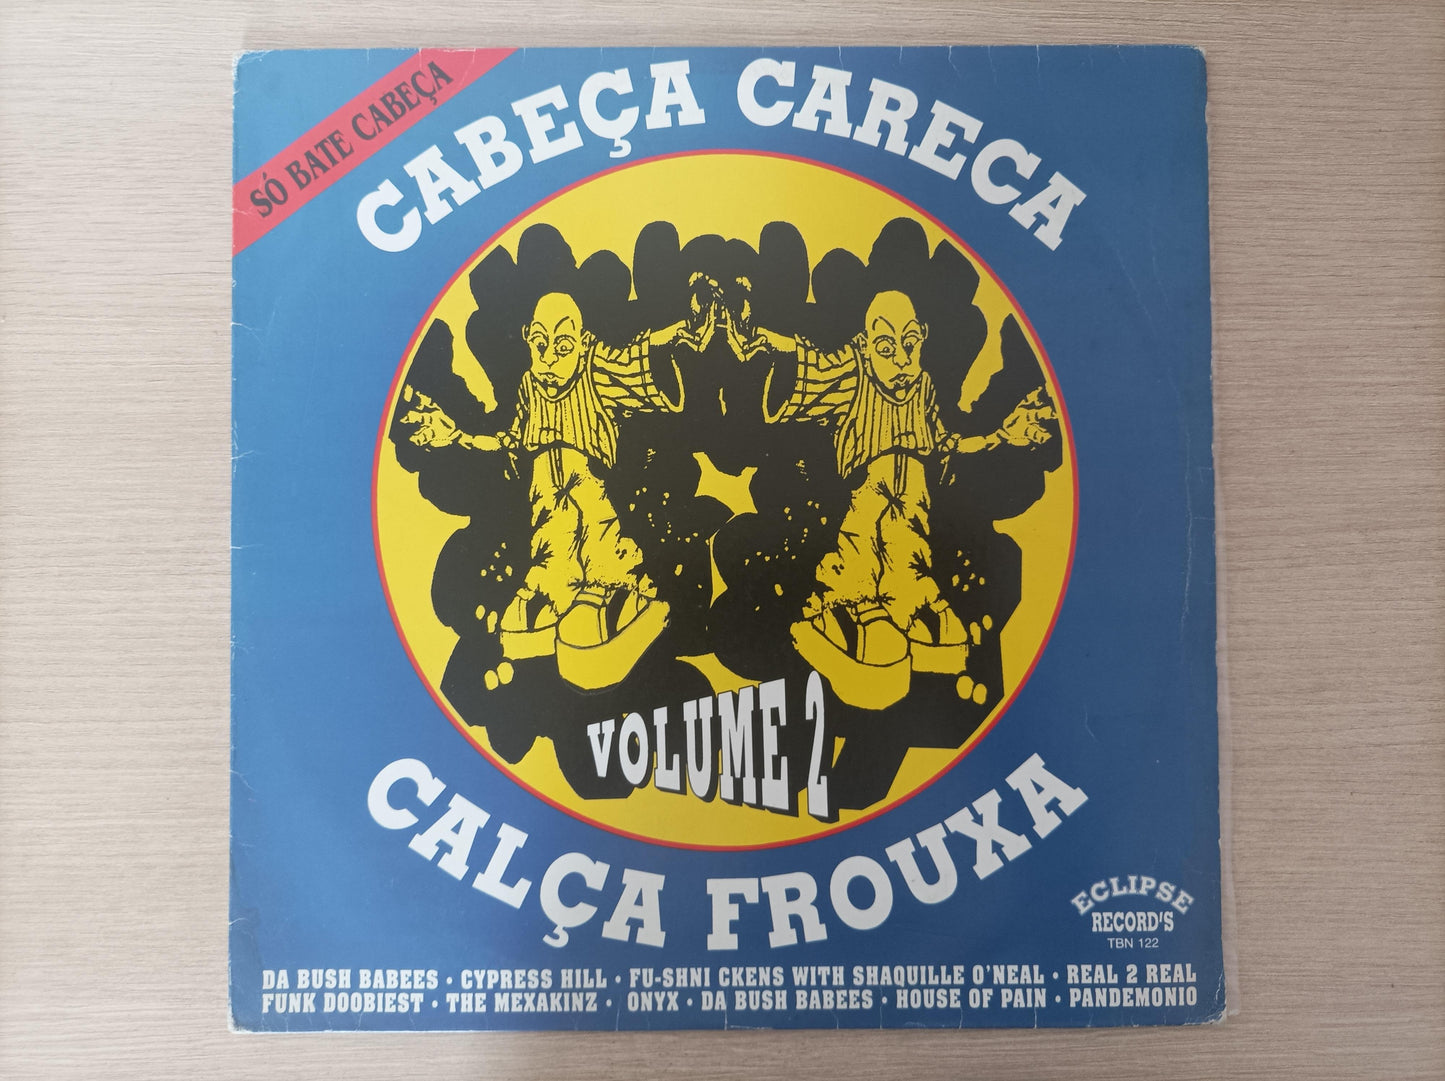 SÓ BATE CABEÇA
CABEÇA CARECA
VOLUME 2
CALÇA FROUXA
ECLIPSE
RECORD'S
TBN 122
DA BUSH BABEES · CYPRESS HILL · FU-SHNI CKENS WITH SHAQUILLE O'NEAL · REAL 2 REAL
FUNK DOOBIEST · THE MEXAKINZ · ONYX · DA BUSH BABEES · HOUSE OF PAIN · PANDEMONIO